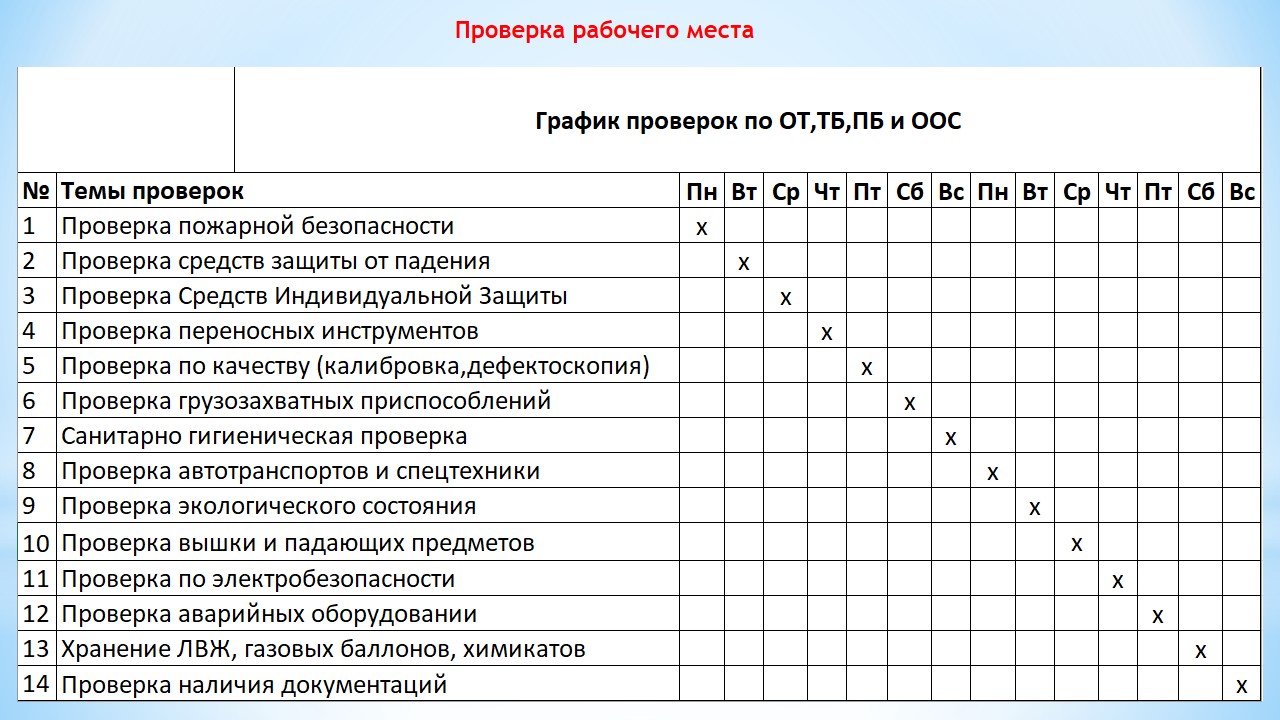 Проверка рабочего места
График проверок по ОТ,ТБ,ПБ и ООС
№ Темы проверок Пн Вт Ср Чт Пт Сб Вс Пн Вт Ср Чт Пт Сб Вс
1 Проверка пожарной безопасности х
2 Проверка средств защиты от падения х
3 Проверка Средств Индивидуальной Защиты х
4 Проверка переносных инструментов х
5 Проверка по качеству (калибровка,дефектоскопия) х
6 Проверка грузозахватных приспособлений х
7 Санитарно гигиеническая проверка х
8 Проверка автотранспортов и спецтехники х
9 Проверка экологического состояния х
10 Проверка вышки и падающих предметов х
11 Проверка по электробезопасности х
12 Проверка аварийных оборудовании х
13 Хранение ЛВЖ, газовых баллонов, химикатов х
14 Проверка наличия документаций х